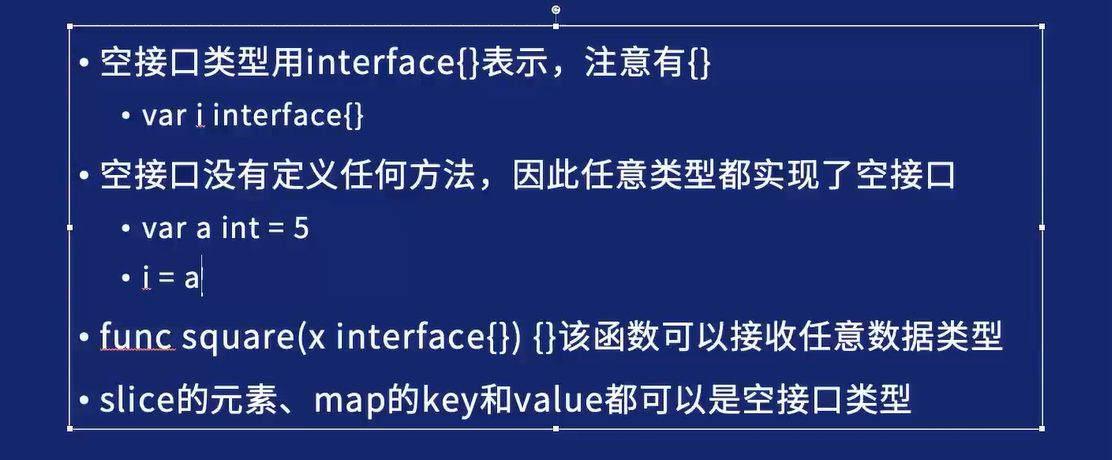 • 空接口类型用interface{}表示，注意有{}
• var i interface{}
• 空接口没有定义任何方法，因此任意类型都实现了空接口
• var a int = 5
• i = a
• func square(x interface{}) {}该函数可以接收任意数据类型
• slice的元素、map的key和value都可以是空接口类型